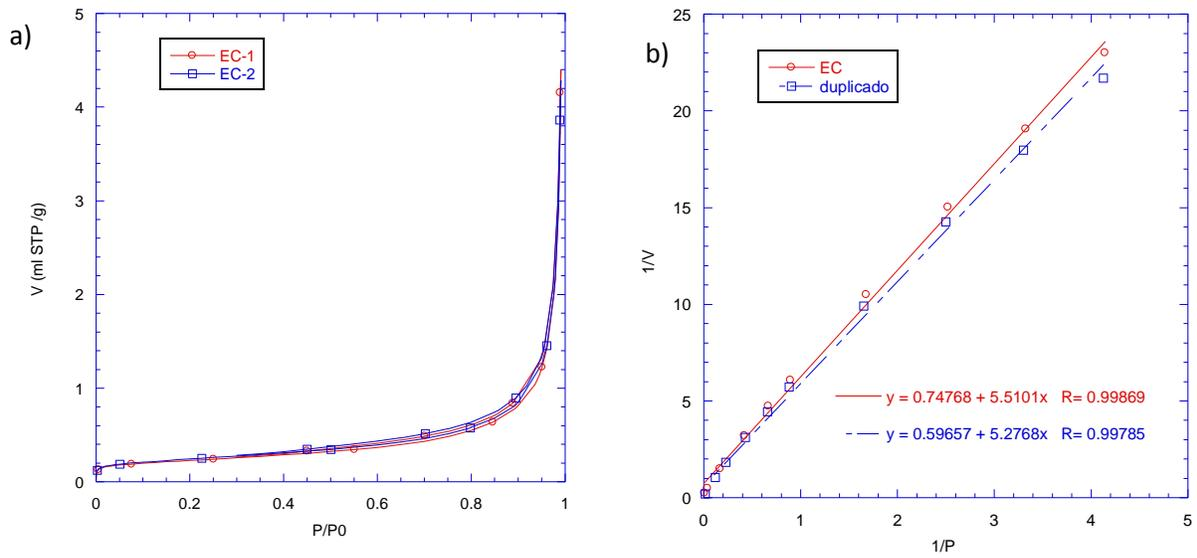 a)
EC-1
EC-2
V (ml STP /g)
5
4
3
2
1
0
0 0.2 0.4 0.6 0.8 1
P/P0
b)
EC
duplicado
1/V
25
20
15
10
5
0
y = 0.74768 + 5.5101x R= 0.99869
y = 0.59657 + 5.2768x R= 0.99785
0 1 2 3 4 5
1/P